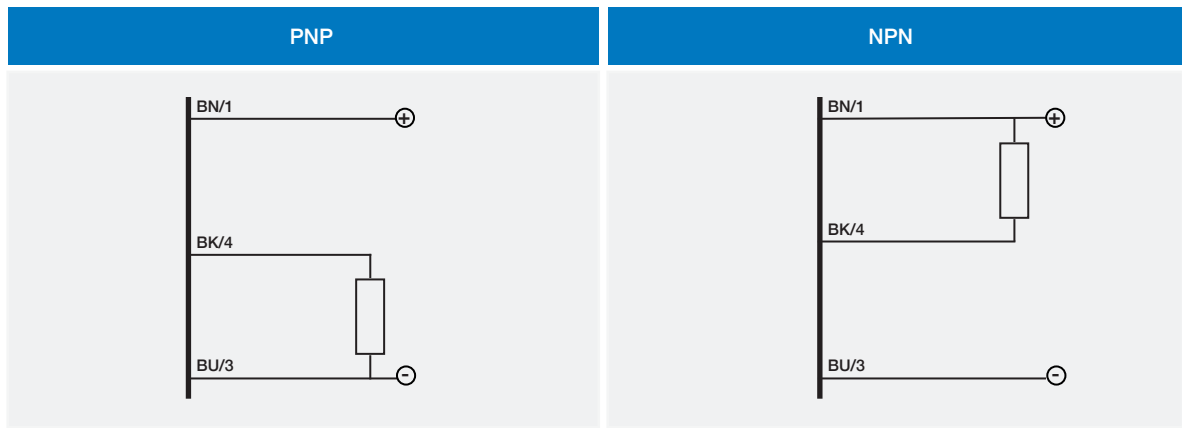 PNP
BN/1
+
BK/4
BU/3
-
NPN
BN/1
+
BK/4
BU/3
-